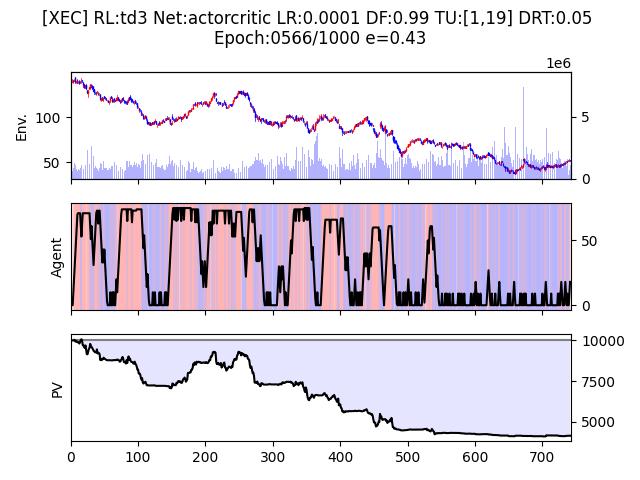 [XEC] RL:td3 Net:actorcritic LR:0.0001 DF:0.99 TU:[1,19] DRT:0.05
Epoch:0566/1000 e=0.43
1e6
Env.
100
50
5
0
Agent
50
0
PV
10000
7500
5000
0 100 200 300 400 500 600 700